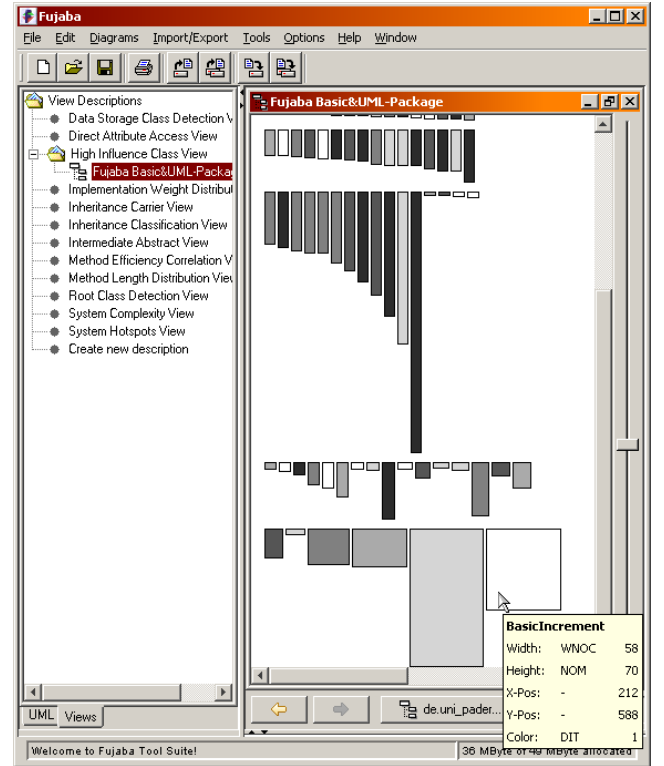 Fujaba
File Edit Diagrams Import/Export Tools Options Help Window
View Descriptions
Data Storage Class Detection V
Direct Attribute Access View
High Influence Class View
Fujaba Basic&UML-Packa
Implementation Weight Distribu
Inheritance Carrier View
Inheritance Classification View
Intermediate Abstract View
Method Efficiency Correlation V
Method Length Distribution View
Root Class Detection View
System Complexity View
System Hotspots View
Create new description
UML Views
Fujaba Basic&UML-Package
BasicIncrement
Width: WNOC 58
Height: NOM 70
X-Pos: - 212
Y-Pos: - 588
Color: DIT 1
de.uni_pader...
Welcome to Fujaba Tool Suite!
36 MByte of 49 MByte allocated